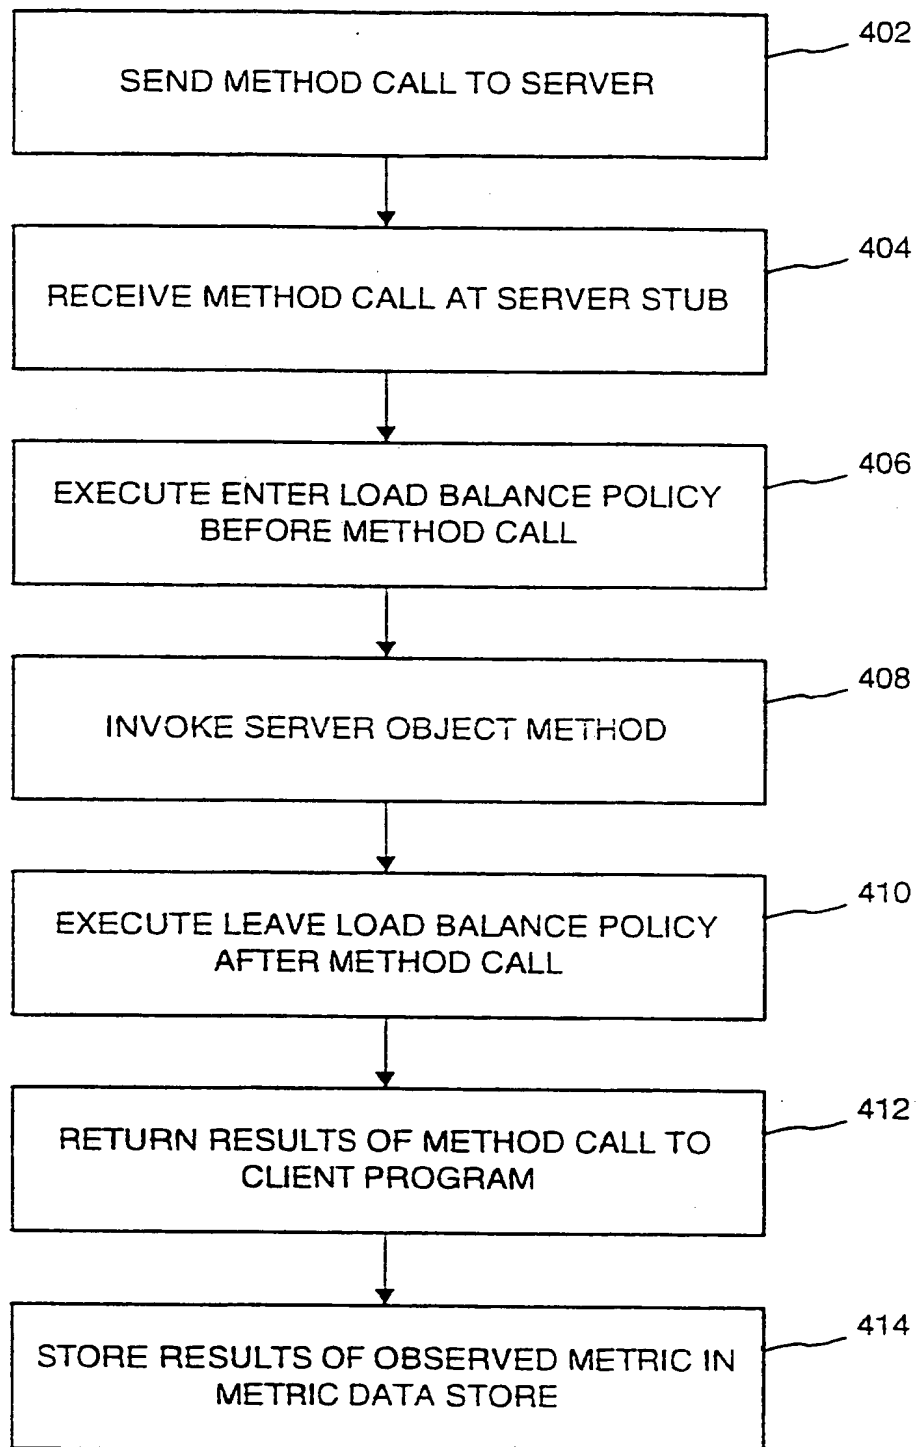 402
SEND METHOD CALL TO SERVER
404
RECEIVE METHOD CALL AT SERVER STUB
406
EXECUTE ENTER LOAD BALANCE POLICY
BEFORE METHOD CALL
408
INVOKE SERVER OBJECT METHOD
410
EXECUTE LEAVE LOAD BALANCE POLICY
AFTER METHOD CALL
412
RETURN RESULTS OF METHOD CALL TO
CLIENT PROGRAM
414
STORE RESULTS OF OBSERVED METRIC IN
METRIC DATA STORE